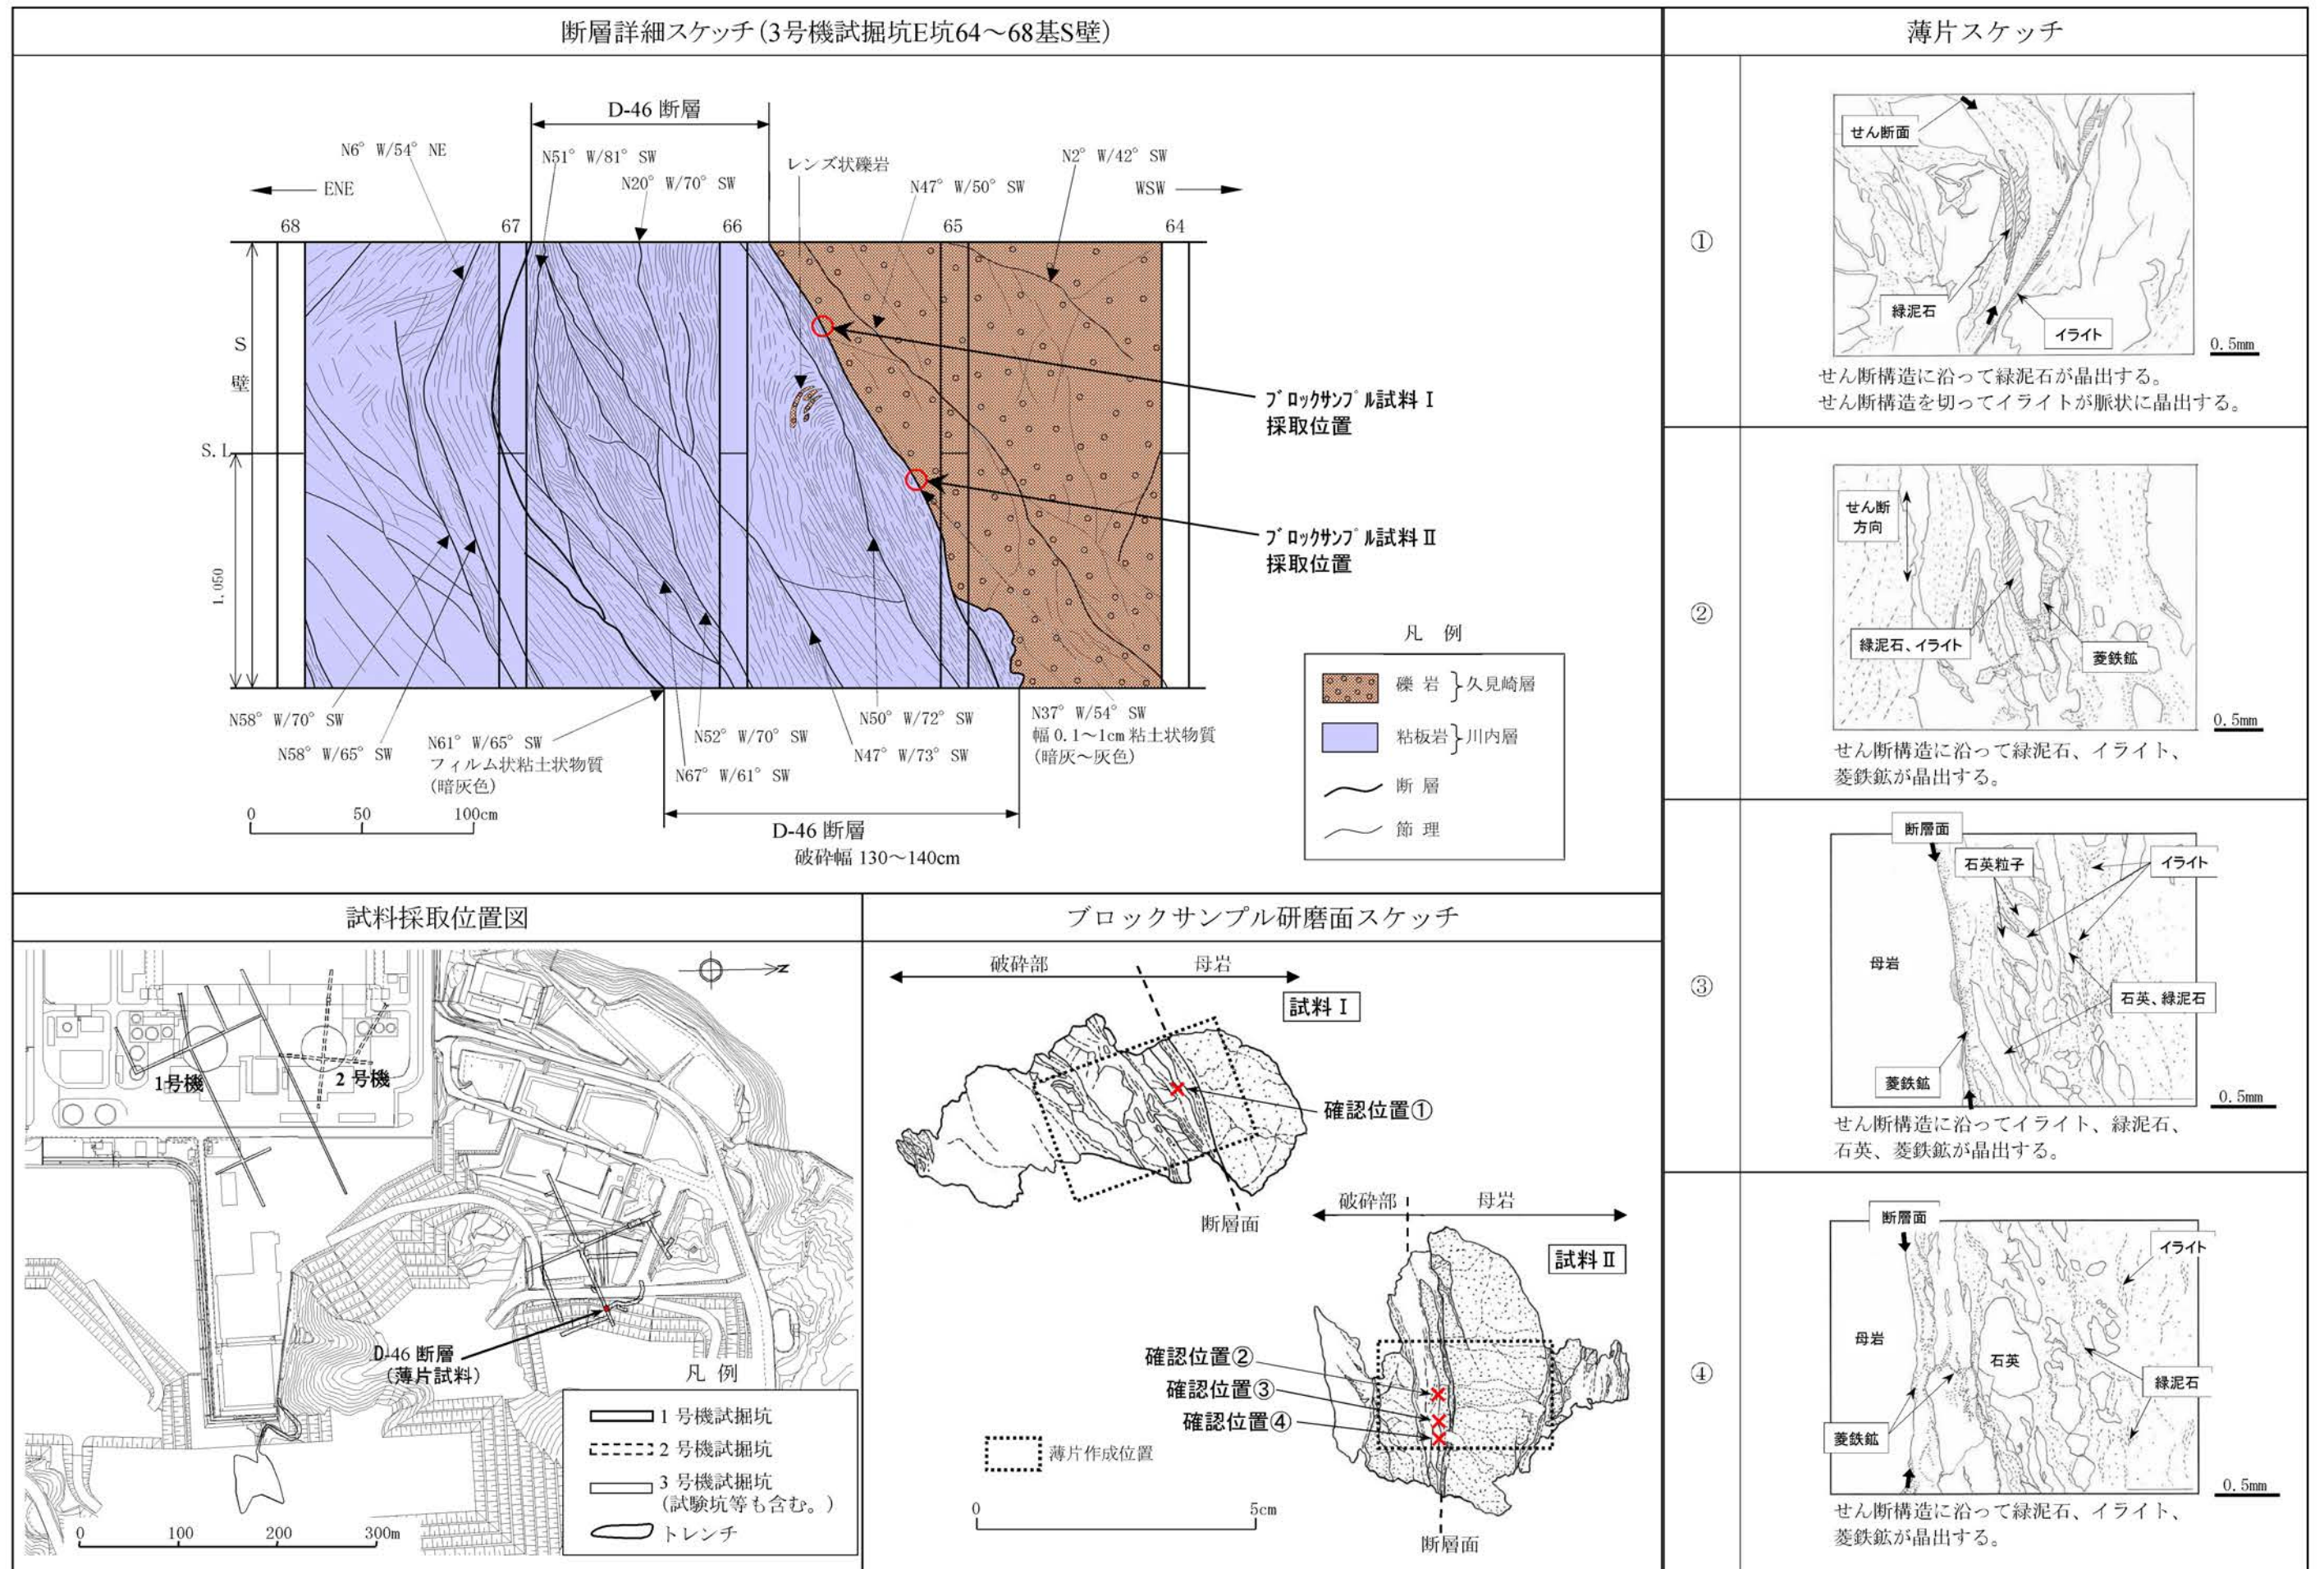 断層詳細スケッチ(3号機試掘坑E坑64～68基S壁)
D-46 断層
N6° W/54° NE
N51° W/81° SW
N20° W/70° SW
レンズ状礫岩
N47° W/50° SW
N2° W/42° SW
ENE
WSW
68
67
66
65
64
S
壁
S.L
1.050
ブロックサンプル試料Ⅰ
採取位置
ブロックサンプル試料Ⅱ
採取位置
N58° W/70° SW
N58° W/65° SW
N61° W/65° SW
フィルム状粘土状物質
(暗灰色)
N67° W/61° SW
N52° W/70° SW
N47° W/73° SW
N50° W/72° SW
N37° W/54° SW
幅 0.1～1cm 粘土状物質
(暗灰～灰色)
0 50 100cm
D-46 断層
破砕幅 130～140cm
凡 例
礫 岩 }久見崎層
粘板岩 }川内層
断 層
節 理
試料採取位置図
N
1号機
2 号機
D-46 断層
(薄片試料)
凡 例
1 号機試掘坑
2 号機試掘坑
3 号機試掘坑
(試験坑等も含む。)
トレンチ
0 100 200 300m
ブロックサンプル研磨面スケッチ
破砕部
母岩
試料Ⅰ
確認位置①
断層面
破砕部
母岩
試料Ⅱ
確認位置②
確認位置③
確認位置④
薄片作成位置
0 5cm
断層面
薄片スケッチ
①
せん断面
緑泥石
イライト
0.5mm
せん断構造に沿って緑泥石が晶出する。
せん断構造を切ってイライトが脈状に晶出する。
②
せん断
方向
緑泥石、イライト
菱鉄鉱
0.5mm
せん断構造に沿って緑泥石、イライト、
菱鉄鉱が晶出する。
③
断層面
石英粒子
イライト
母岩
石英、緑泥石
菱鉄鉱
0.5mm
せん断構造に沿ってイライト、緑泥石、
石英、菱鉄鉱が晶出する。
④
断層面
イライト
母岩
石英
緑泥石
菱鉄鉱
0.5mm
せん断構造に沿って緑泥石、イライト、
菱鉄鉱が晶出する。